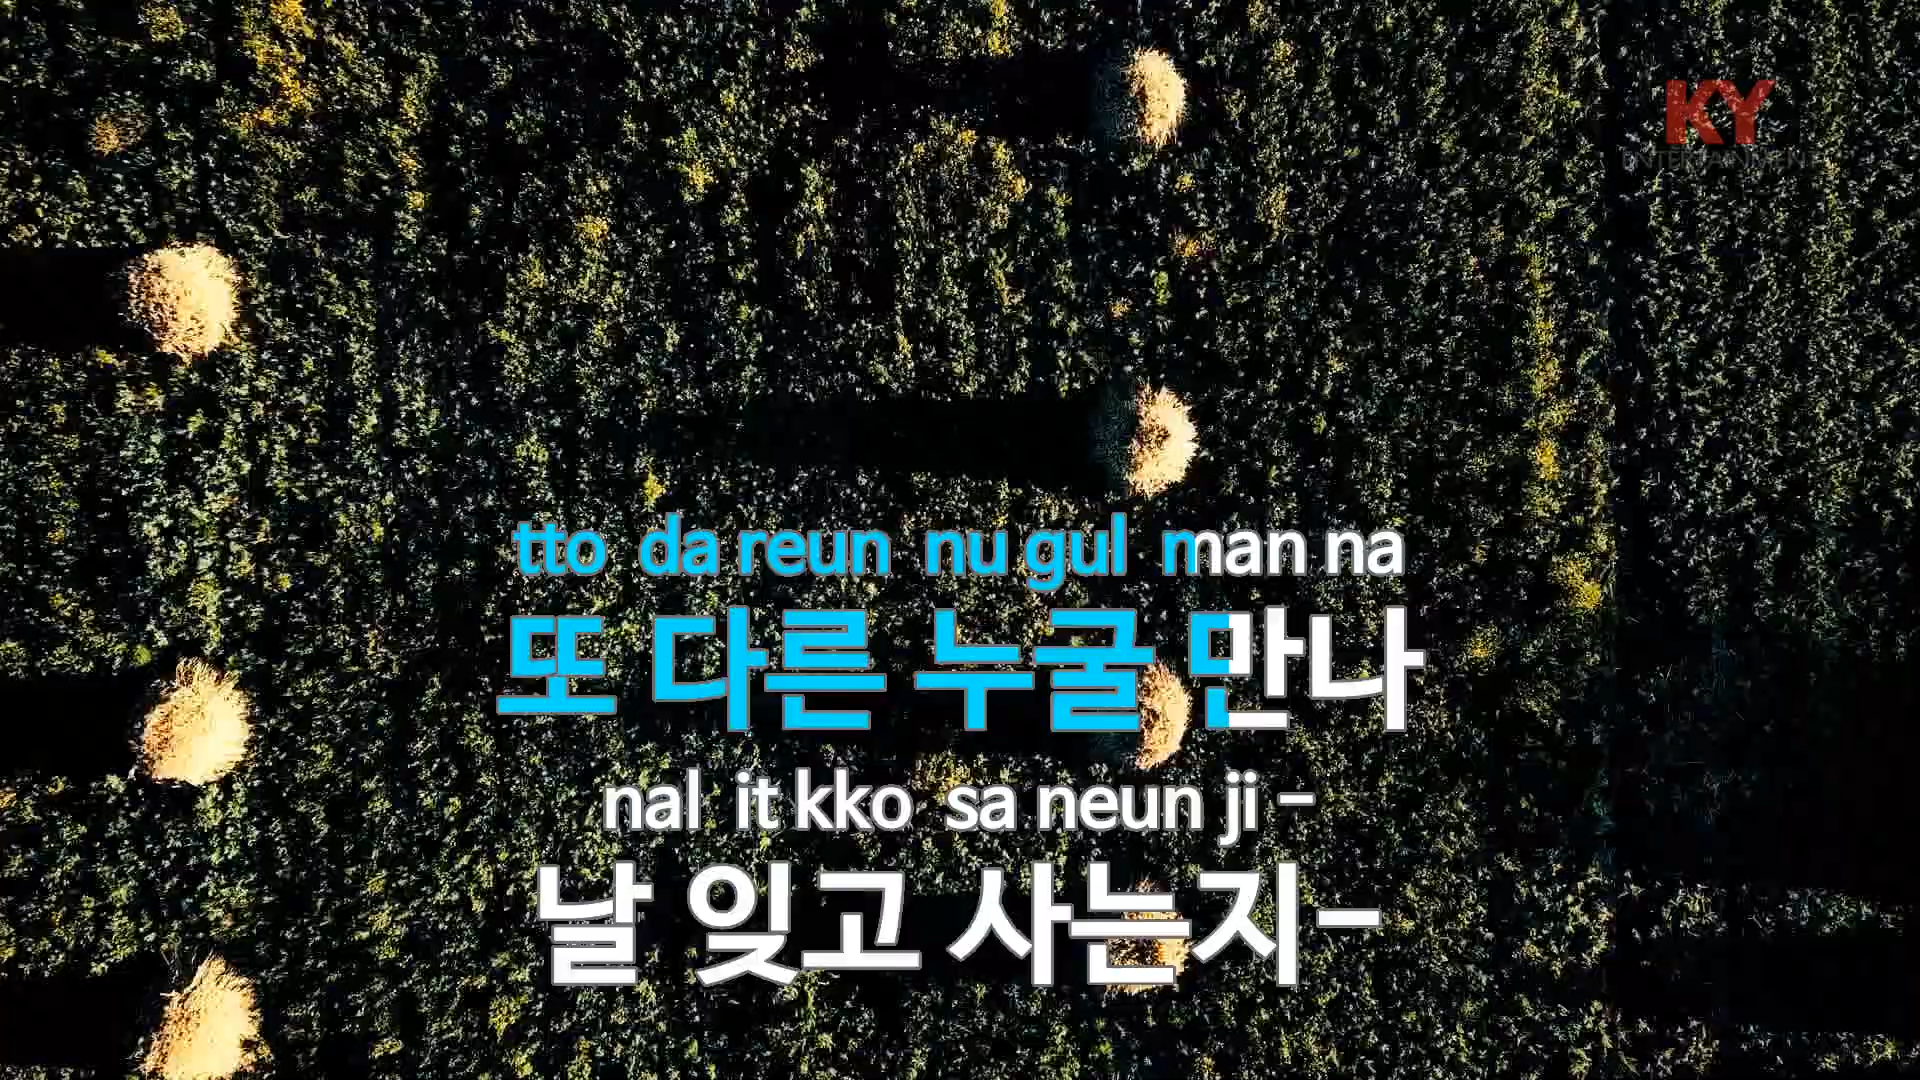 KY
ENTERTAINMENT
tto da reun nu gul man na
또 다른 누굴 만나
nal it kko sa neun ji -
날 잊고 사는지-